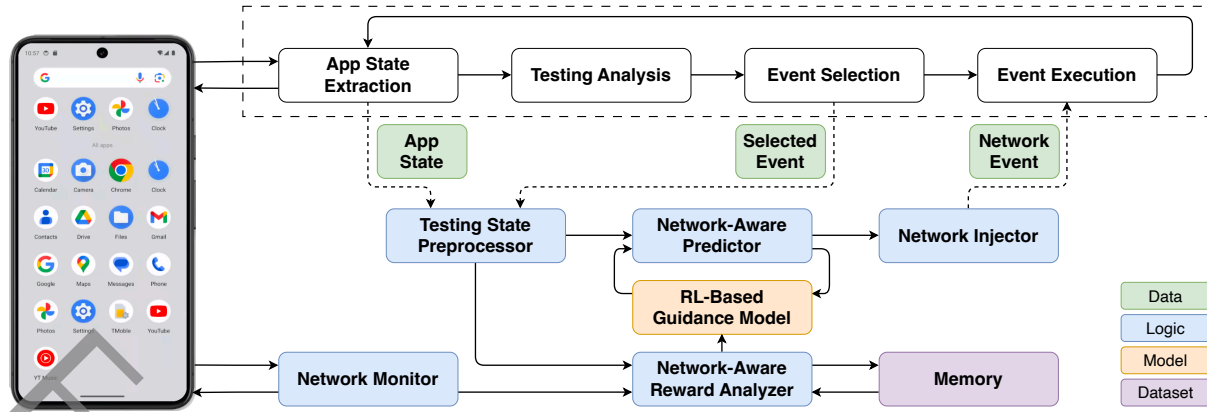 10:57
App State
Extraction
Testing Analysis
Event Selection
Event Execution
YouTube
Settings
Photos
Clock
All apps
App
State
Selected
Event
Network
Event
Calendar
Camera
Chrome
Clock
Contacts
Drive
Files
Gmail
Testing State
Preprocessor
Network-Aware
Predictor
Network Injector
Google
Maps
Messages
Phone
RL-Based
Guidance Model
Photos
Settings
TMobile
YouTube
Network Monitor
Network-Aware
Reward Analyzer
Memory
Data
Logic
Model
Dataset